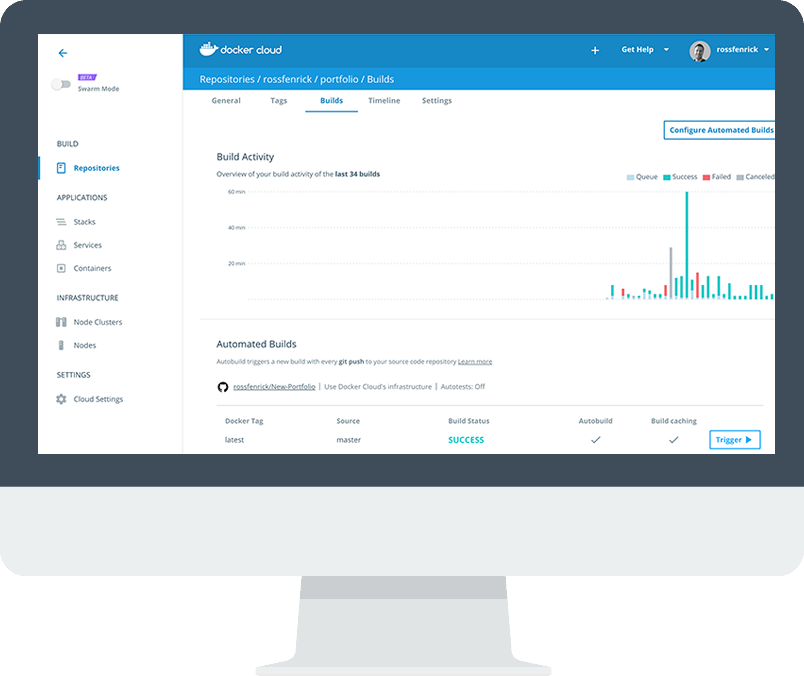 docker cloud
Get Help
rossfenrick
BETA
Swarm Mode
Repositories / rossfenrick / portfolio / Builds
General Tags Builds Timeline Settings
BUILD
Repositories
APPLICATIONS
Stacks
Services
Containers
INFRASTRUCTURE
Node Clusters
Nodes
SETTINGS
Cloud Settings
Configure Automated Builds
Build Activity
Overview of your build activity of the last 34 builds
Queue Success Failed Canceled
60 min
40 min
20 min
Automated Builds
Autobuild triggers a new build with every git push to your source code repository Learn more
rossfenrick/New-Portfolio | Use Docker Cloud's infrastructure | Autotests: Off
Docker Tag Source Build Status Autobuild Build caching
latest master SUCCESS Trigger